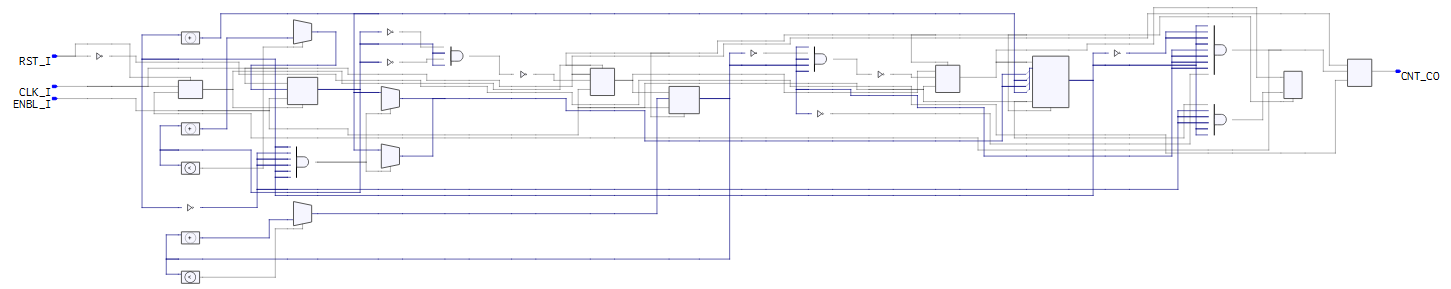 RST_I
CLK_I
ENBL_I
CNT_CO